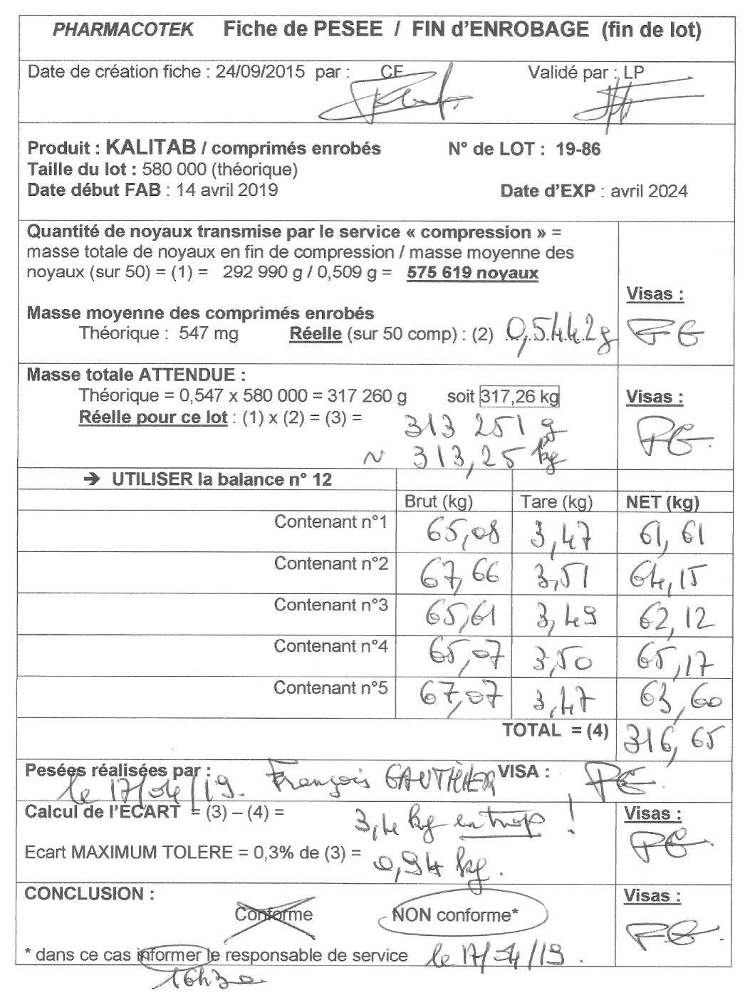 PHARMACOTEK Fiche de PESEE / FIN d'ENROBAGE (fin de lot)
Date de création fiche : 24/09/2015 par : CF Validé par : LP
Produit : KALITAB / comprimés enrobés N° de LOT : 19-86
Taille du lot : 580 000 (théorique)
Date début FAB : 14 avril 2019 Date d'EXP : avril 2024
Quantité de noyaux transmise par le service « compression » =
masse totale de noyaux en fin de compression / masse moyenne des
noyaux (sur 50) = (1) = 292 990 g / 0,509 g = 575 619 noyaux
Visas :
Masse moyenne des comprimés enrobés
Théorique : 547 mg Réelle (sur 50 comp) : (2) 0,5442g FG
Masse totale ATTENDUE :
Théorique = 0,547 x 580 000 = 317 260 g soit 317,26 kg Visas :
Réelle pour ce lot : (1) x (2) = (3) = 313 251 g FG
~ 313,25 kg
→ UTILISER la balance n° 12
Brut (kg) Tare (kg) NET (kg)
Contenant n°1 65,08 3,47 61,61
Contenant n°2 67,66 3,51 64,15
Contenant n°3 65,61 3,49 62,12
Contenant n°4 65,07 3,50 65,17
Contenant n°5 67,07 3,47 63,60
TOTAL = (4) 316,65
Pesées réalisées par : François GAUTHIER VISA : FG
le 17/04/19.
Calcul de l'ECART = (3) – (4) = 3,4 kg en trop ! Visas :
Ecart MAXIMUM TOLERE = 0,3% de (3) = 0,94 kg. FG
CONCLUSION : Visas :
Conforme NON conforme* FG
* dans ce cas informer le responsable de service le 17/04/19.
16h30